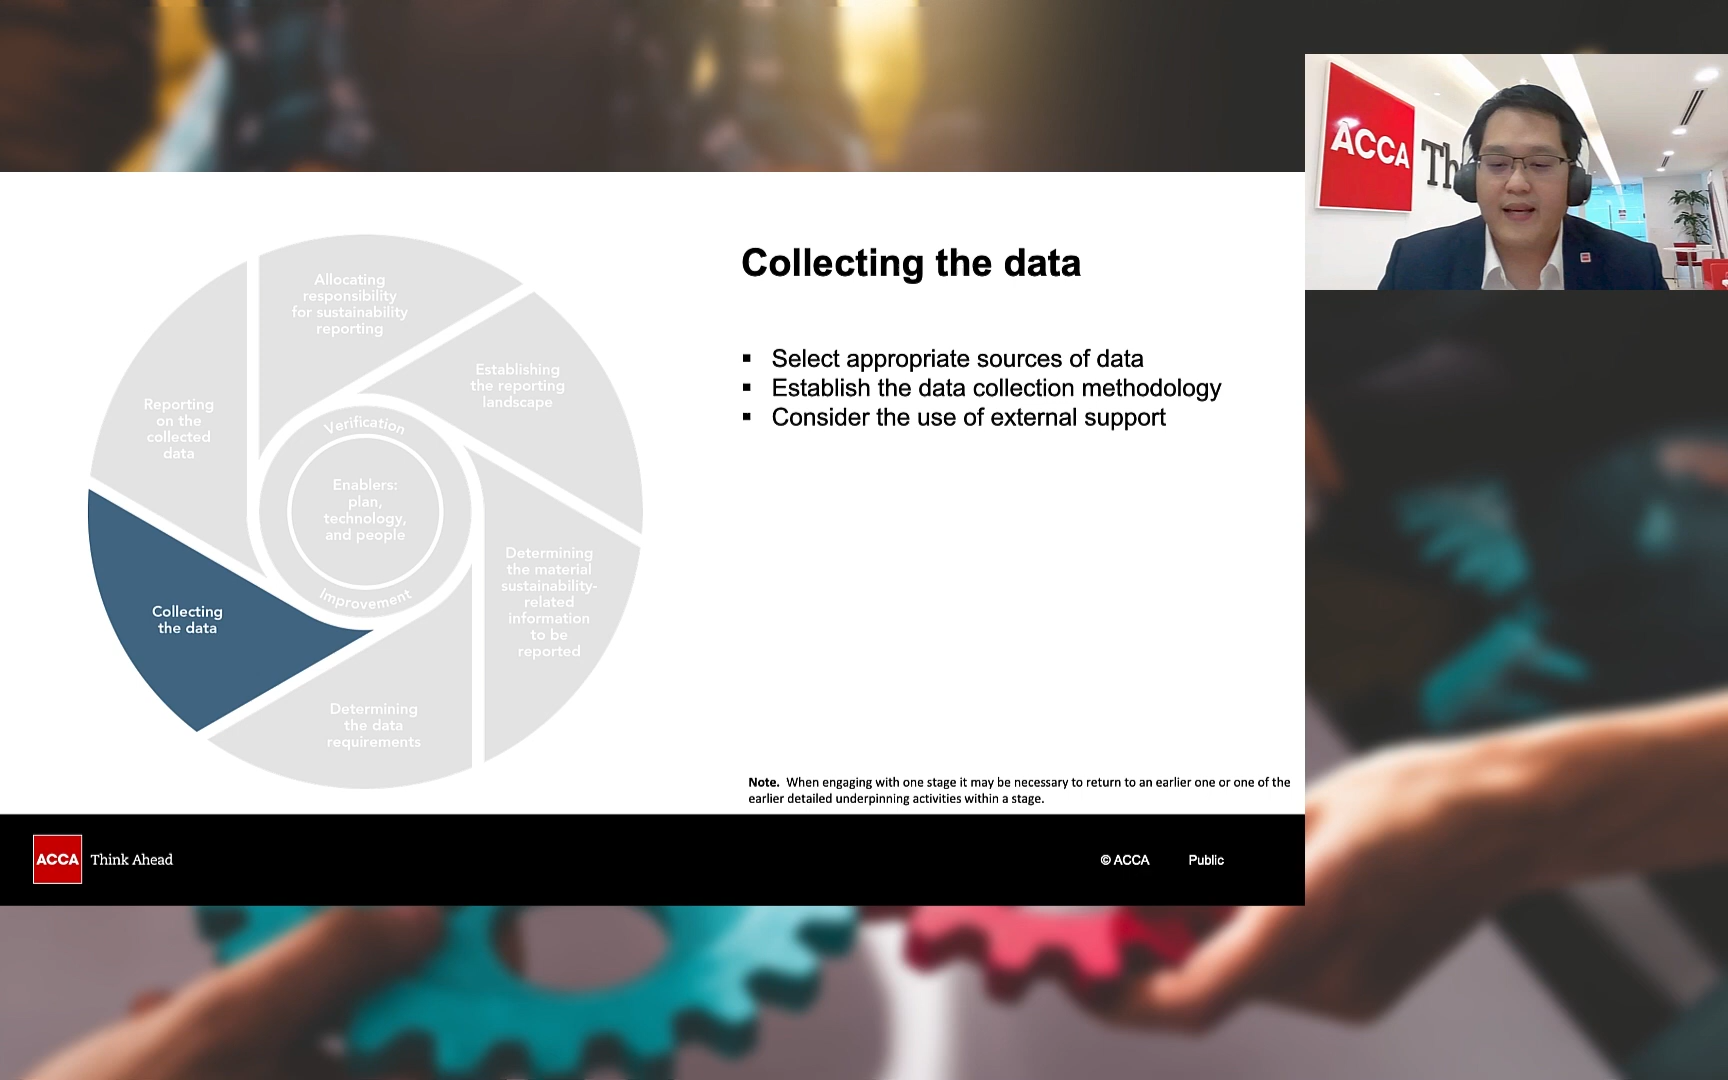 Allocating
responsibility
for sustainability
reporting
Establishing
the reporting
landscape
Determining
the material
sustainability-
related
information
to be
reported
Determining
the data
requirements
Collecting
the data
Reporting
on the
collected
data
Verification
Enablers:
plan,
technology,
and people
Improvement
Collecting the data
▪ Select appropriate sources of data
▪ Establish the data collection methodology
▪ Consider the use of external support
Note. When engaging with one stage it may be necessary to return to an earlier one or one of the
earlier detailed underpinning activities within a stage.
ACCA Think Ahead
© ACCA Public
ACCA Th